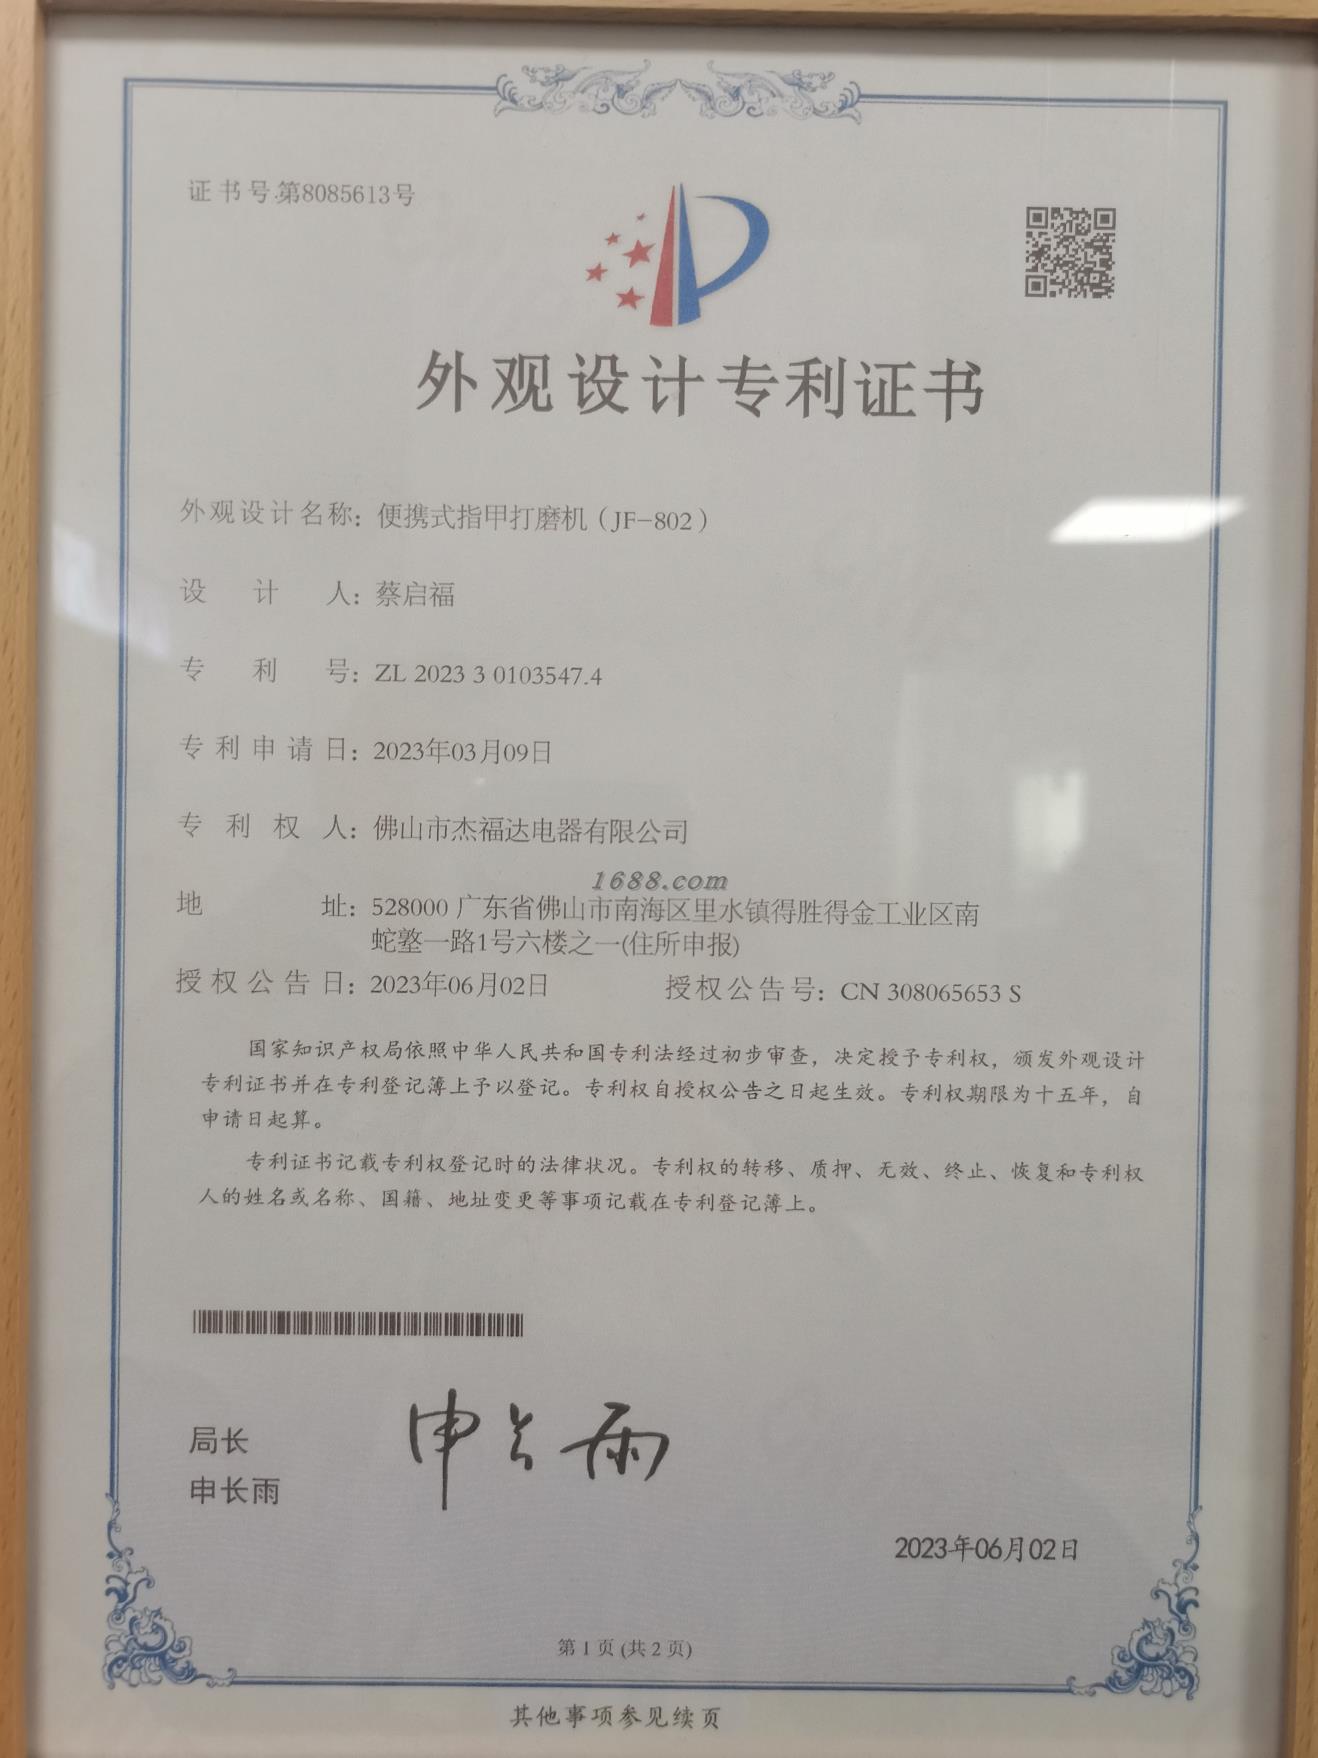 证书号第8085613号
外观设计专利证书
外观设计名称：便携式指甲打磨机（JF-802）
设计人：蔡启福
专利号：ZL 2023 3 0103547.4
专利申请日：2023年03月09日
专利权人：佛山市杰福达电器有限公司
1688.com
地址：528000 广东省佛山市南海区里水镇得胜得金工业区南
蛇塱一路1号六楼之一(住所申报)
授权公告日：2023年06月02日 授权公告号：CN 308065653 S
国家知识产权局依照中华人民共和国专利法经过初步审查，决定授予专利权，颁发外观设计
专利证书并在专利登记簿上予以登记。专利权自授权公告之日起生效。专利权期限为十五年，自
申请日起算。
专利证书记载专利权登记时的法律状况。专利权的转移、质押、无效、终止、恢复和专利权
人的姓名或名称、国籍、地址变更等事项记载在专利登记簿上。
局长
申长雨
申长雨
2023年06月02日
第 1 页 (共 2 页)
其他事项参见续页